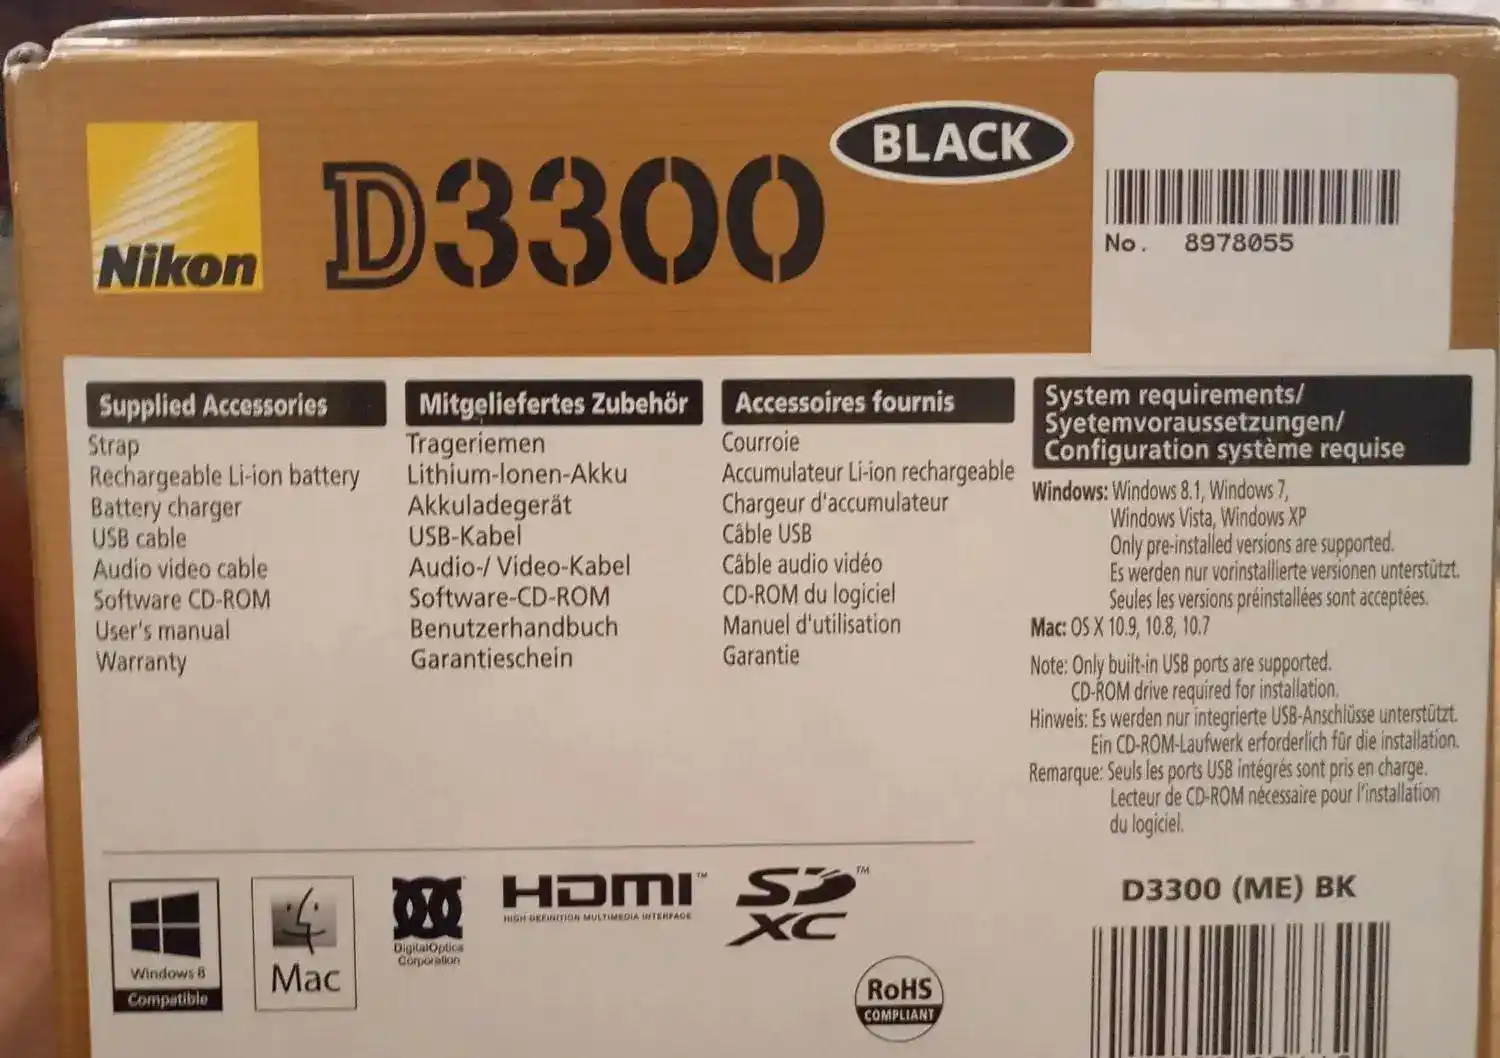 Nikon
D3300
BLACK
No. 8978055
Supplied Accessories
Strap
Rechargeable Li-ion battery
Battery charger
USB cable
Audio video cable
Software CD-ROM
User's manual
Warranty
Mitgeliefertes Zubehör
Trageriemen
Lithium-Ionen-Akku
Akkuladegerät
USB-Kabel
Audio-/ Video-Kabel
Software-CD-ROM
Benutzerhandbuch
Garantieschein
Accessoires fournis
Courroie
Accumulateur Li-ion rechargeable
Chargeur d'accumulateur
Câble USB
Câble audio vidéo
CD-ROM du logiciel
Manuel d'utilisation
Garantie
System requirements/
Syetemvoraussetzungen/
Configuration système requise
Windows: Windows 8.1, Windows 7,
Windows Vista, Windows XP
Only pre-installed versions are supported.
Es werden nur vorinstallierte versionen unterstützt.
Seules les versions préinstallées sont acceptées.
Mac: OS X 10.9, 10.8, 10.7
Note: Only built-in USB ports are supported.
CD-ROM drive required for installation.
Hinweis: Es werden nur integrierte USB-Anschlüsse unterstützt.
Ein CD-ROM-Laufwerk erforderlich für die installation.
Remarque: Seuls les ports USB intégrés sont pris en charge.
Lecteur de CD-ROM nécessaire pour l'installation
du logiciel.
Windows 8
Compatible
Mac
DigitalOptics
Corporation
HDMI™
HIGH-DEFINITION MULTIMEDIA INTERFACE
SD™
XC
RoHS
COMPLIANT
D3300 (ME) BK